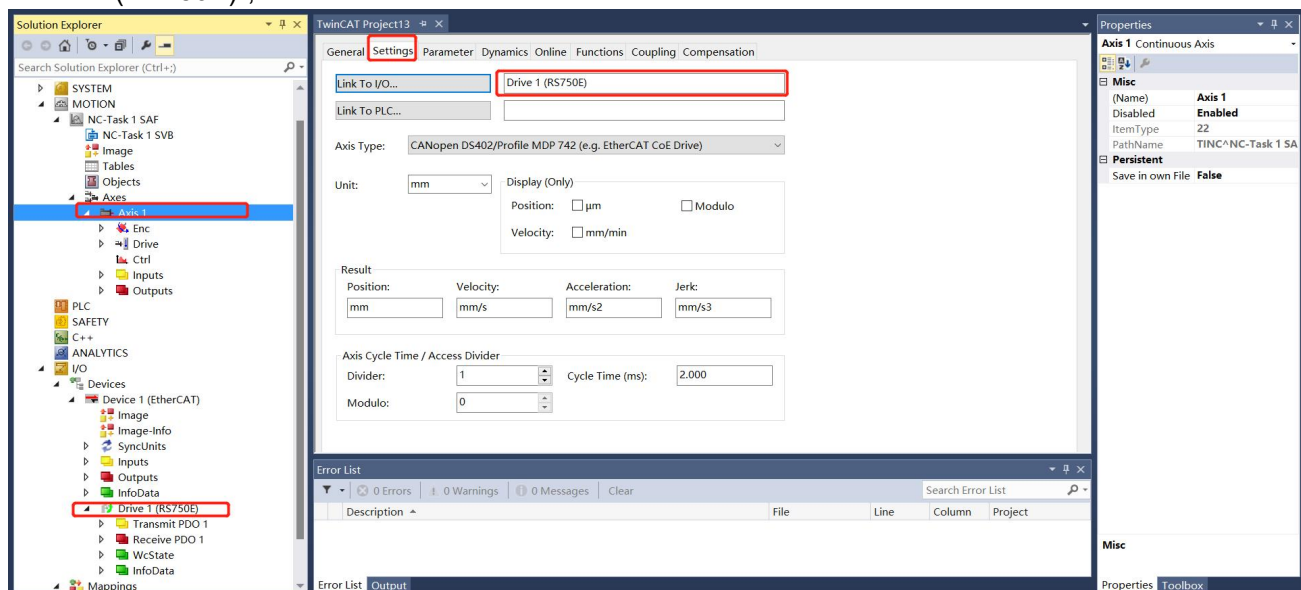 Solution Explorer
Search Solution Explorer (Ctrl+;)
SYSTEM
MOTION
NC-Task 1 SAF
NC-Task 1 SVB
Image
Tables
Objects
Axes
Axis 1
Enc
Drive
Ctrl
Inputs
Outputs
PLC
SAFETY
C++
ANALYTICS
I/O
Devices
Device 1 (EtherCAT)
Image
Image-Info
SyncUnits
Inputs
Outputs
InfoData
Drive 1 (RS750E)
Transmit PDO 1
Receive PDO 1
WcState
InfoData
Mappings
TwinCAT Project13
General Settings Parameter Dynamics Online Functions Coupling Compensation
Link To I/O... Drive 1 (RS750E)
Link To PLC...
Axis Type: CANopen DS402/Profile MDP 742 (e.g. EtherCAT CoE Drive)
Unit: mm Display (Only)
Position: µm Modulo
Velocity: mm/min
Result
Position: Velocity: Acceleration: Jerk:
mm mm/s mm/s2 mm/s3
Axis Cycle Time / Access Divider
Divider: 1 Cycle Time (ms): 2.000
Modulo: 0
Error List
0 Errors 0 Warnings 0 Messages Clear Search Error List
Description File Line Column Project
Error List Output
Properties
Axis 1 Continuous Axis
Misc
(Name) Axis 1
Disabled Enabled
ItemType 22
PathName TINC^NC-Task 1 SA
Persistent
Save in own File False
Misc
Properties Toolbox